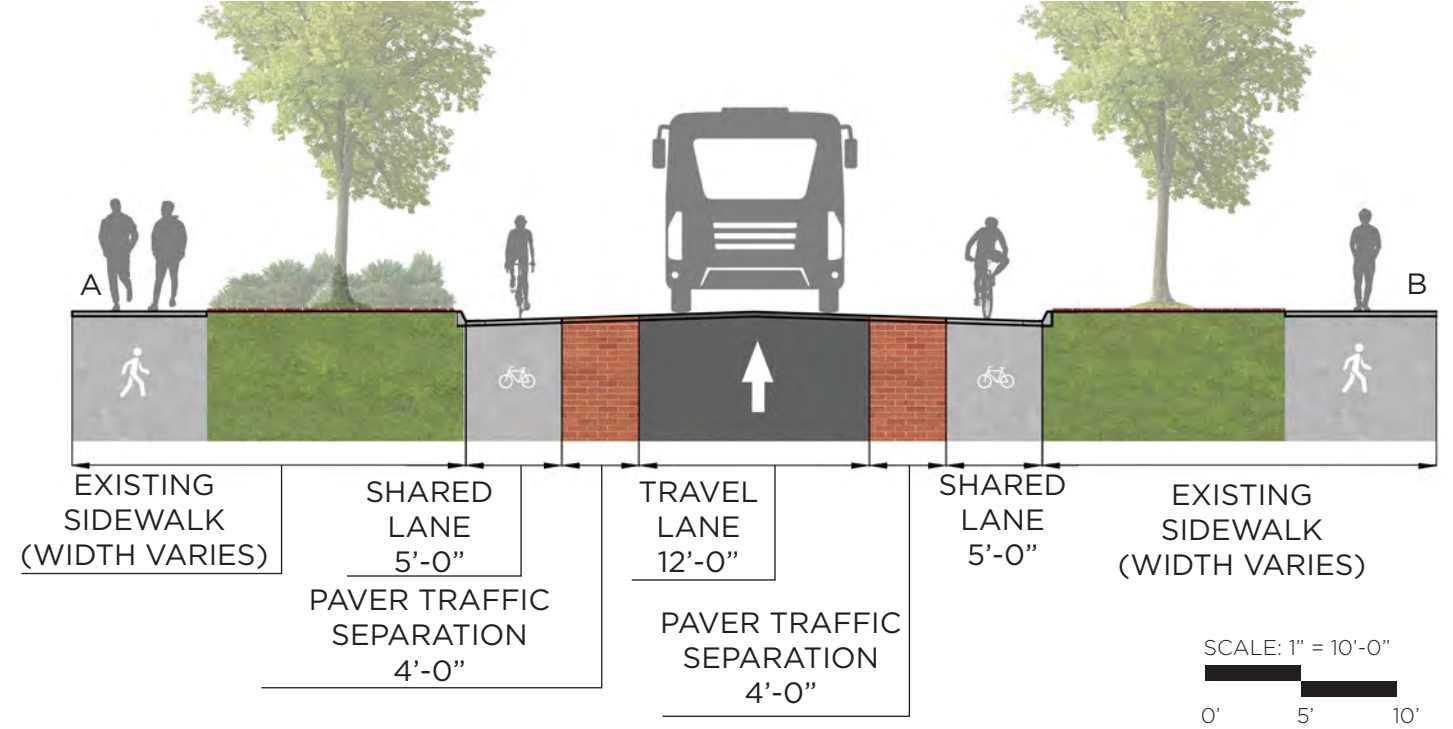 A
B
EXISTING
SIDEWALK
(WIDTH VARIES)
SHARED
LANE
5’-0”
PAVER TRAFFIC
SEPARATION
4’-0”
TRAVEL
LANE
12’-0”
PAVER TRAFFIC
SEPARATION
4’-0”
SHARED
LANE
5’-0”
EXISTING
SIDEWALK
(WIDTH VARIES)
SCALE: 1” = 10’-0”
0’ 5’ 10’